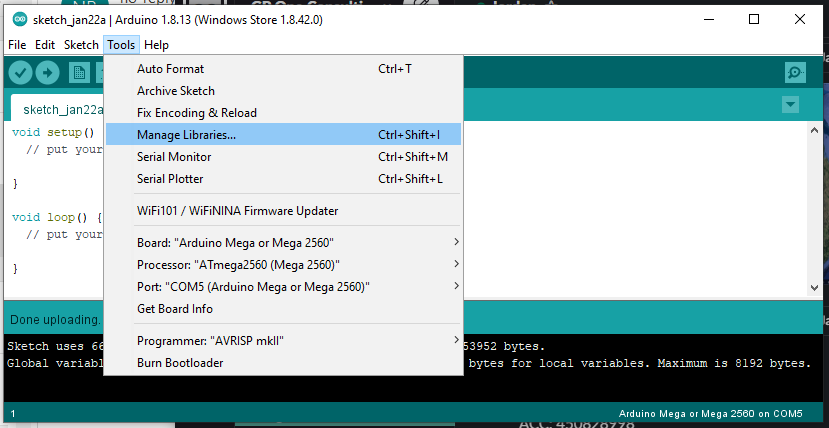 sketch_jan22a | Arduino 1.8.13 (Windows Store 1.8.42.0)
File Edit Sketch Tools Help
Auto Format Ctrl+T
Archive Sketch
Fix Encoding & Reload
Manage Libraries... Ctrl+Shift+I
Serial Monitor Ctrl+Shift+M
Serial Plotter Ctrl+Shift+L
WiFi101 / WiFiNINA Firmware Updater
Board: "Arduino Mega or Mega 2560"
Processor: "ATmega2560 (Mega 2560)"
Port: "COM5 (Arduino Mega or Mega 2560)"
Get Board Info
Programmer: "AVRISP mkII"
Burn Bootloader
sketch_jan22a
void setup()
// put your
}
void loop() {
// put your
}
Done uploading.
Sketch uses 66 53952 bytes.
Global variabl bytes for local variables. Maximum is 8192 bytes.
1 Arduino Mega or Mega 2560 on COM5